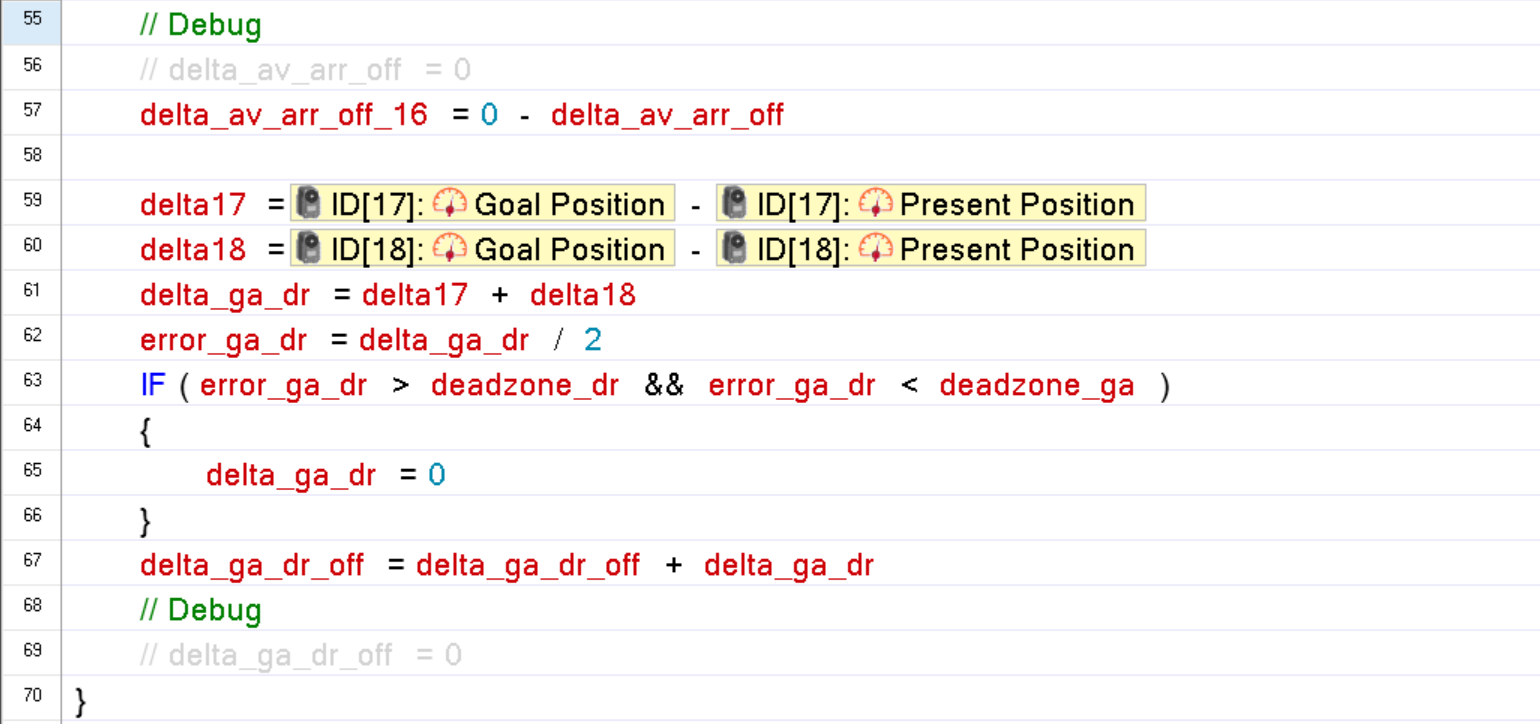 55 // Debug
56 // delta_av_arr_off = 0
57 delta_av_arr_off_16 = 0 - delta_av_arr_off
58
59 delta17 = ID[17]: Goal Position - ID[17]: Present Position
60 delta18 = ID[18]: Goal Position - ID[18]: Present Position
61 delta_ga_dr = delta17 + delta18
62 error_ga_dr = delta_ga_dr / 2
63 IF ( error_ga_dr > deadzone_dr && error_ga_dr < deadzone_ga )
64 {
65 delta_ga_dr = 0
66 }
67 delta_ga_dr_off = delta_ga_dr_off + delta_ga_dr
68 // Debug
69 // delta_ga_dr_off = 0
70 }